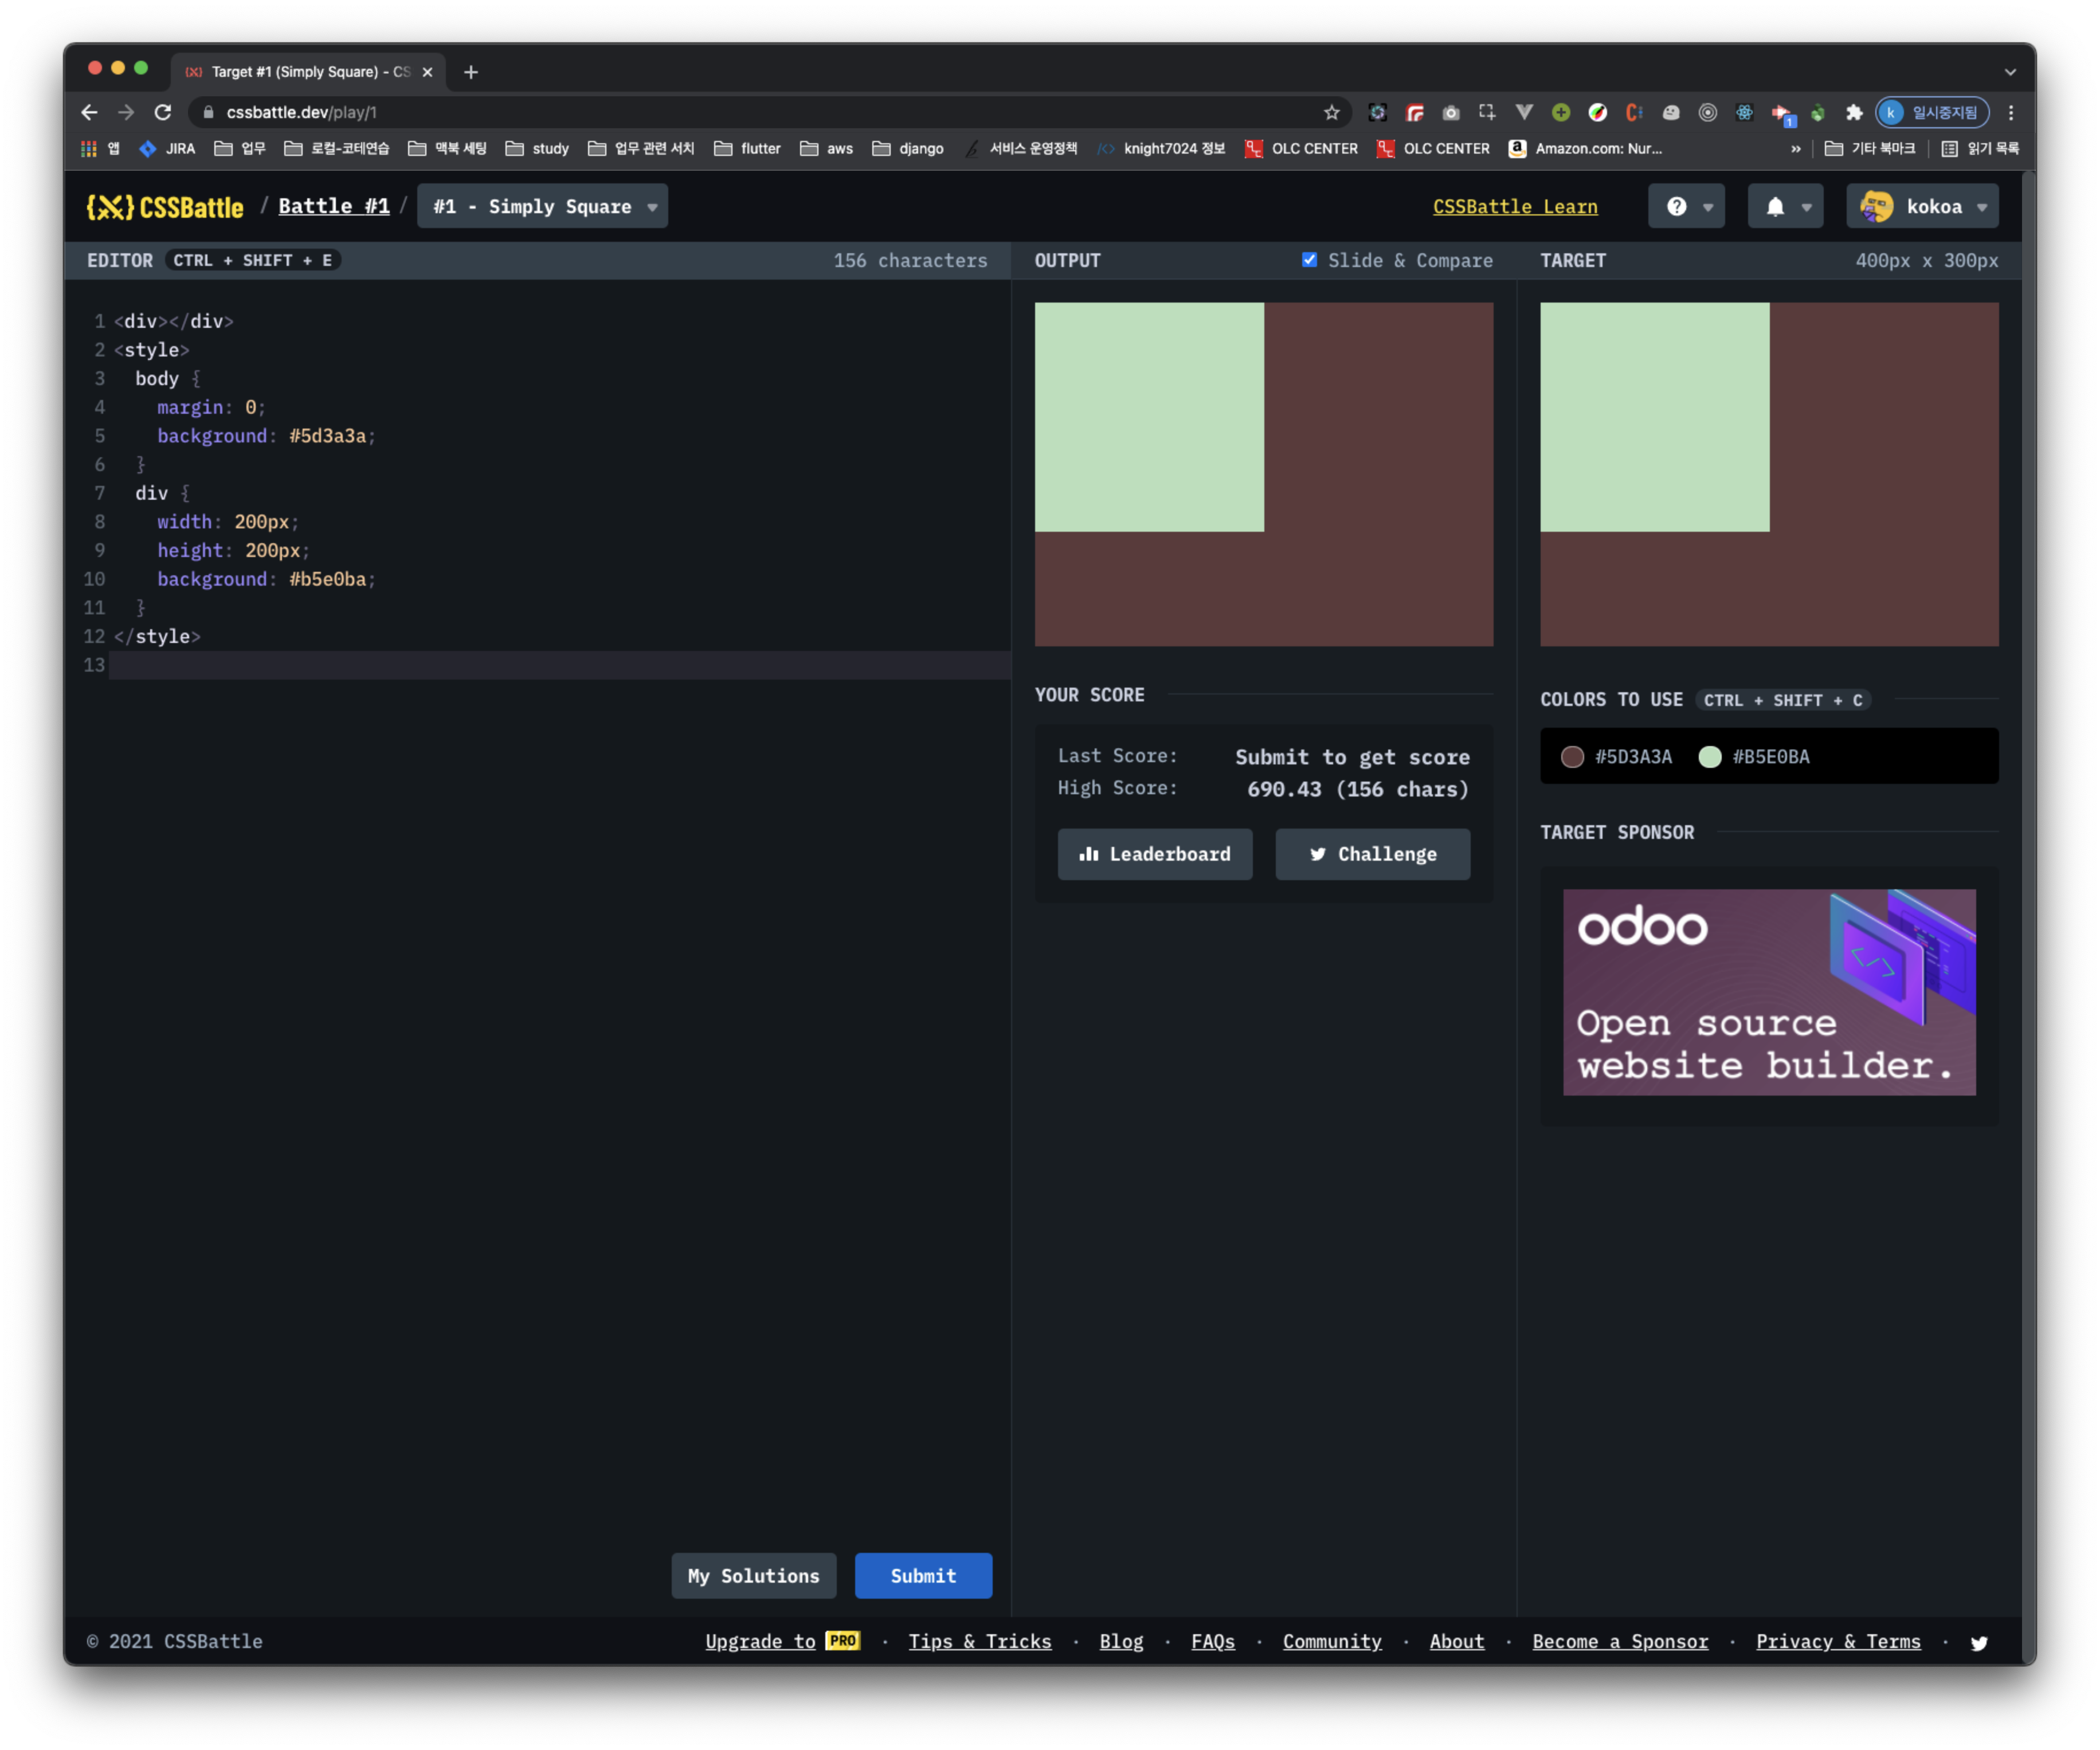 Target #1 (Simply Square) - CS
cssbattle.dev/play/1
k 일시중지됨
앱 JIRA 업무 로컬-코테연습 맥북 세팅 study 업무 관련 서치 flutter aws django 서비스 운영정책 knight7024 정보 OLC CENTER OLC CENTER Amazon.com: Nur... » 기타 북마크 읽기 목록
CSSBattle / Battle #1 / #1 - Simply Square CSSBattle Learn kokoa
EDITOR CTRL + SHIFT + E 156 characters OUTPUT Slide & Compare TARGET 400px x 300px
1 <div></div>
2 <style>
3 body {
4 margin: 0;
5 background: #5d3a3a;
6 }
7 div {
8 width: 200px;
9 height: 200px;
10 background: #b5e0ba;
11 }
12 </style>
13
YOUR SCORE
Last Score: Submit to get score
High Score: 690.43 (156 chars)
Leaderboard Challenge
COLORS TO USE CTRL + SHIFT + C
#5D3A3A #B5E0BA
TARGET SPONSOR
odoo
Open source
website builder.
My Solutions Submit
© 2021 CSSBattle Upgrade to PRO · Tips & Tricks · Blog · FAQs · Community · About · Become a Sponsor · Privacy & Terms ·